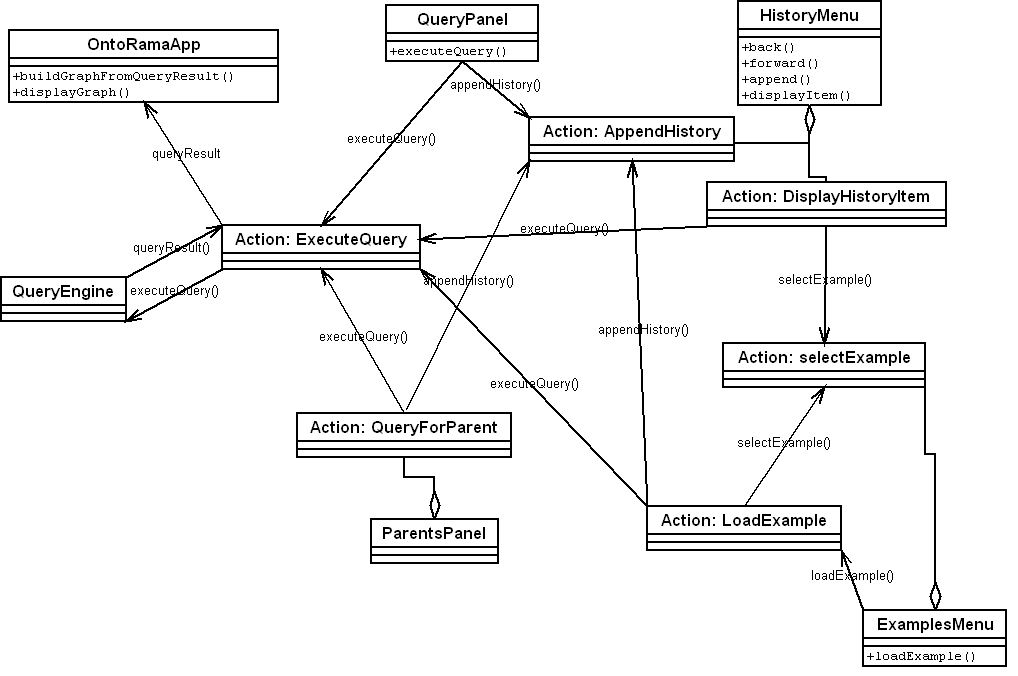 QueryPanel
+executeQuery()
HistoryMenu
+back()
+forward()
+append()
+displayItem()
OntoRamaApp
+buildGraphFromQueryResult()
+displayGraph()
appendHistory()
Action: AppendHistory
executeQuery()
queryResult
Action: DisplayHistoryItem
executeQuery()
Action: ExecuteQuery
queryResult()
QueryEngine
executeQuery()
appendHistory()
selectExample()
appendHistory()
executeQuery()
Action: selectExample
executeQuery()
Action: QueryForParent
selectExample()
Action: LoadExample
ParentsPanel
loadExample()
ExamplesMenu
+loadExample()